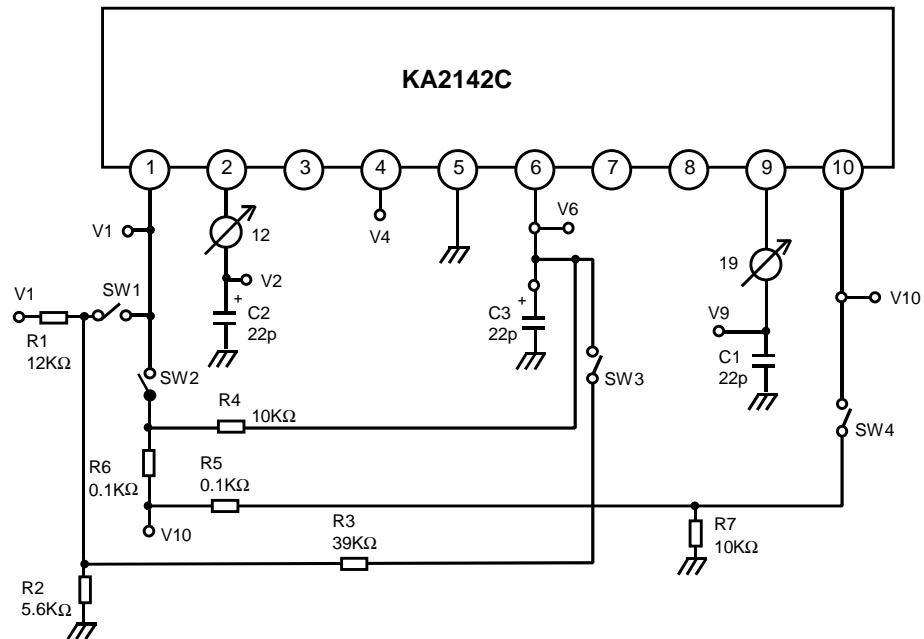 KA2142C
1 2 3 4 5 6 7 8 9 10
V1
12
V4
V6
19
V10
V2
V1
SW1
+
C2
22p
+
C3
22p
V9
C1
22p
R1
12KΩ
SW2
SW3
R4
10KΩ
SW4
R6
0.1KΩ
R5
0.1KΩ
V10
R3
39KΩ
R7
10KΩ
R2
5.6KΩ